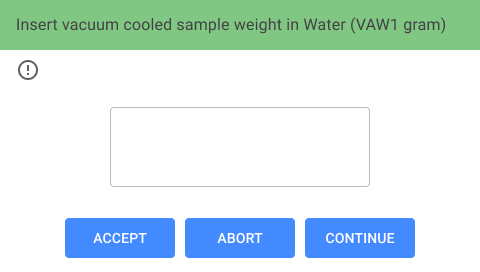 Insert vacuum cooled sample weight in Water (VAW1 gram)
ACCEPT
ABORT
CONTINUE